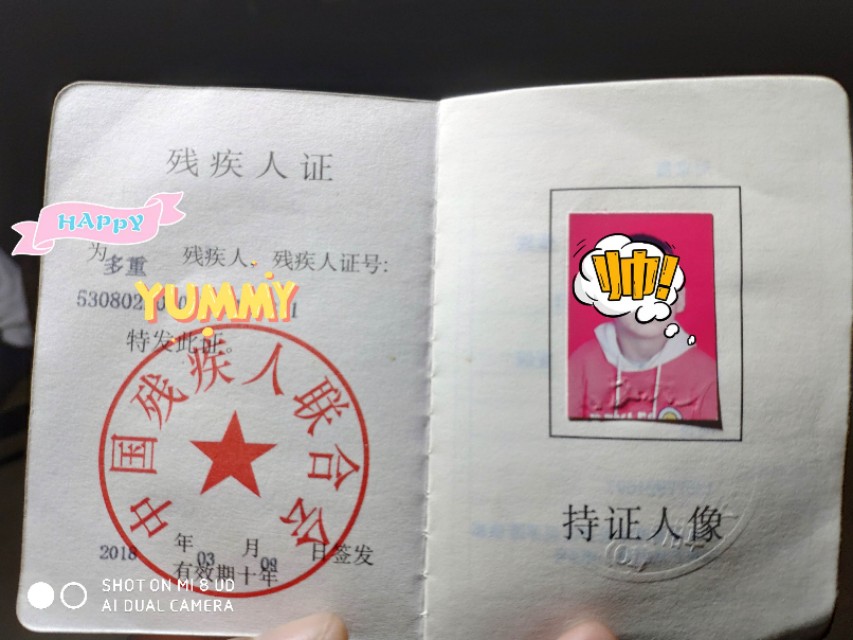 残疾人证
HAPPY
为 多重 残疾人，残疾人证号：
530802
YUMMY
特发此证。
中国残疾人联合会
2018 年 03 月 08 日签发
有效期十年
帅!
持证人像
SHOT ON MI 8 UD
AI DUAL CAMERA